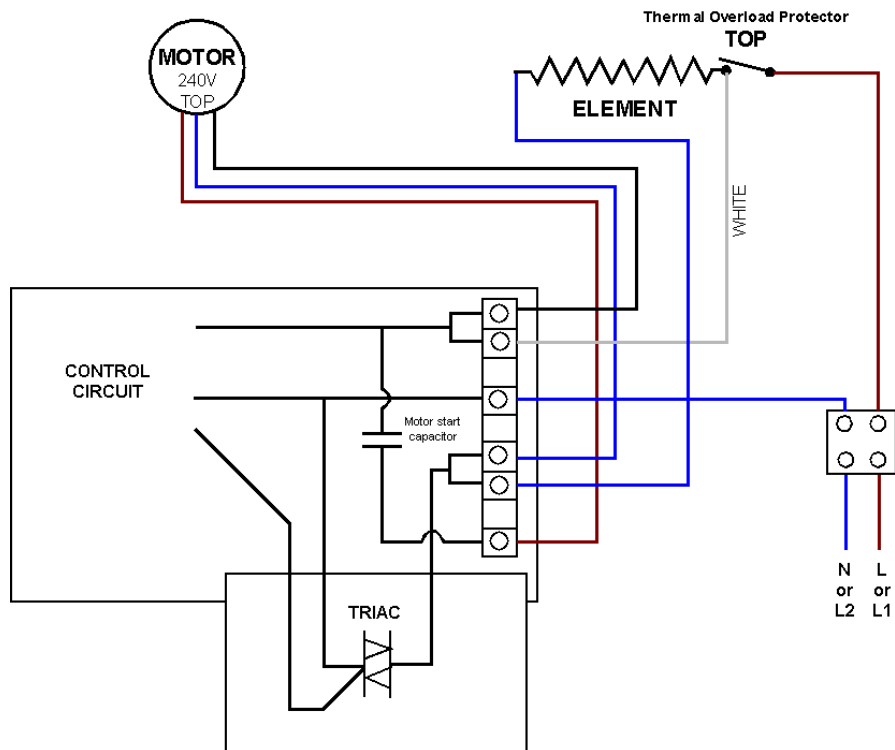 Thermal Overload Protector
TOP
MOTOR
240V
TOP
ELEMENT
WHITE
CONTROL
CIRCUIT
Motor start
capacitor
TRIAC
N
or
L2
L
or
L1